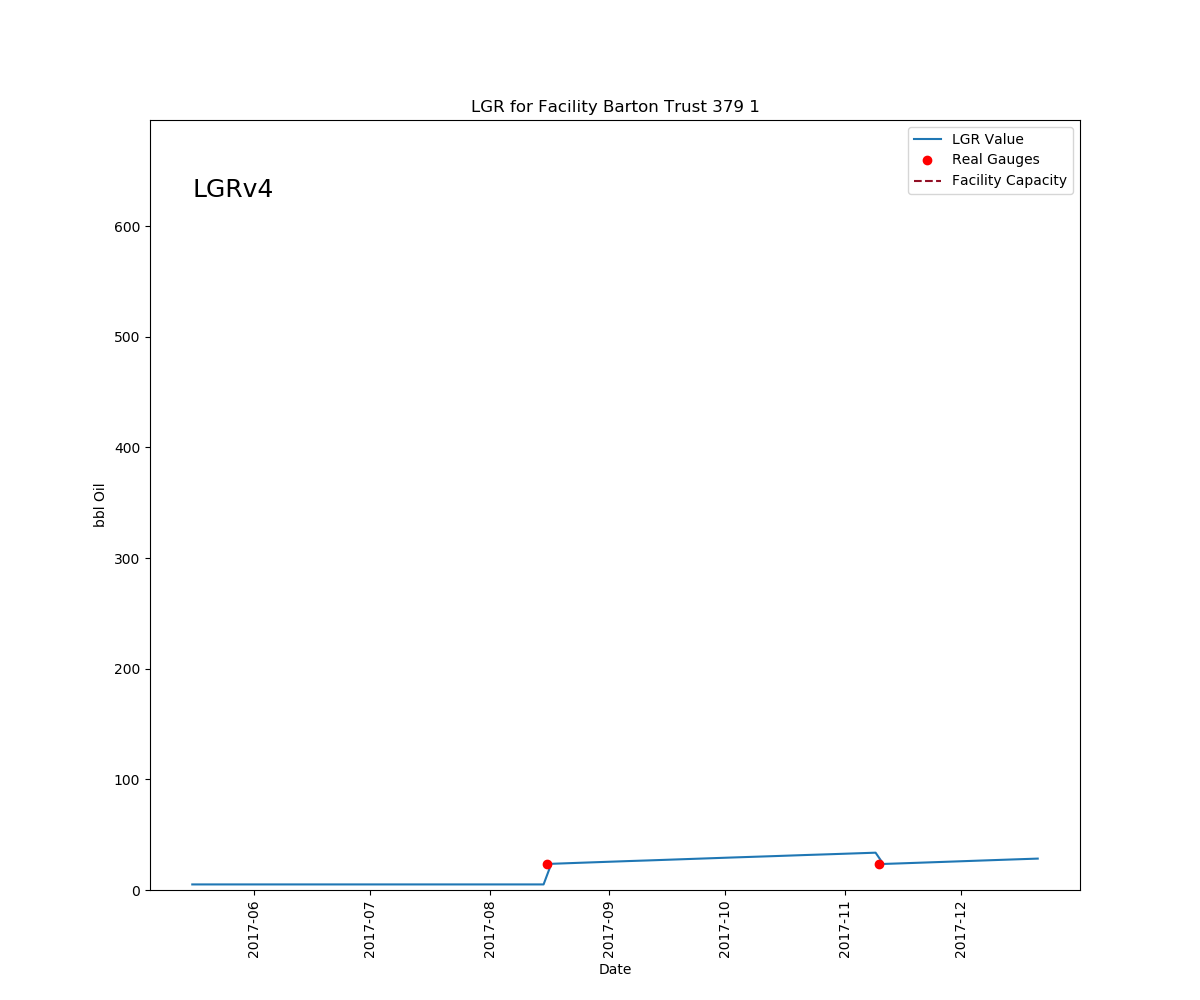 LGR for Facility Barton Trust 379 1
LGR Value
Real Gauges
Facility Capacity
LGRv4
600
500
400
300
200
100
0
bbl Oil
2017-06
2017-07
2017-08
2017-09
2017-10
2017-11
2017-12
Date